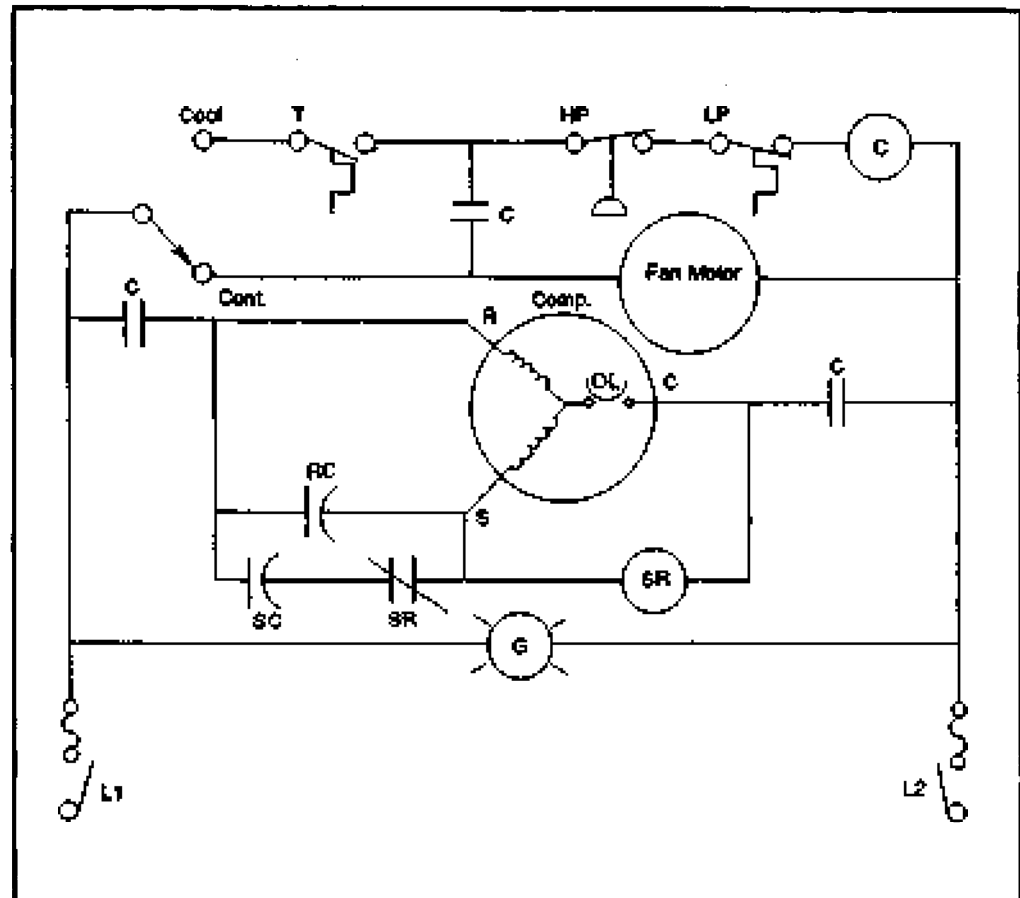 Cool T HP LP
C
C
Fan Motor
C Cont. Comp.
R
OL C C
RC
S
SC SR SR
G
L1 L2